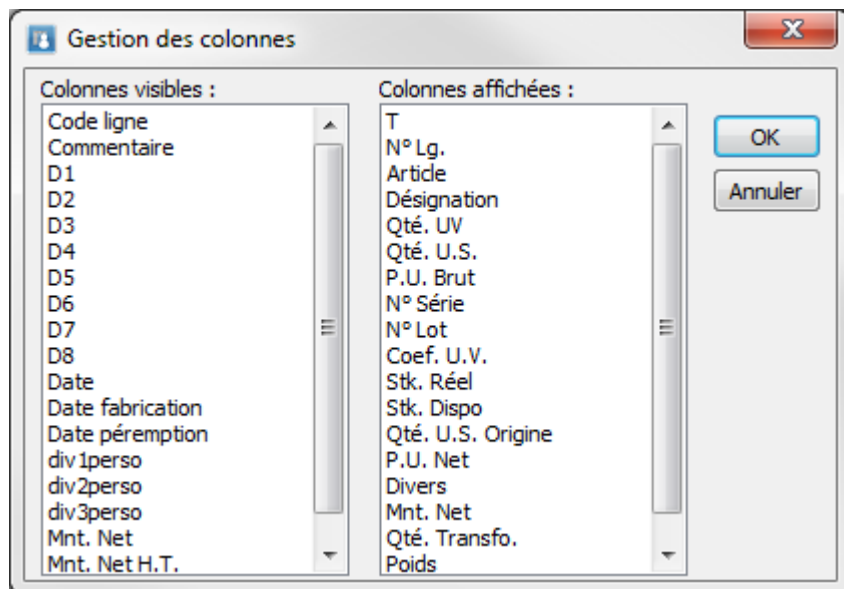 Gestion des colonnes
Colonnes visibles :
Code ligne
Commentaire
D1
D2
D3
D4
D5
D6
D7
D8
Date
Date fabrication
Date péremption
div1perso
div2perso
div3perso
Mnt. Net
Mnt. Net H.T.
Colonnes affichées :
T
N° Lg.
Article
Désignation
Qté. UV
Qté. U.S.
P.U. Brut
N° Série
N° Lot
Coef. U.V.
Stk. Réel
Stk. Dispo
Qté. U.S. Origine
P.U. Net
Divers
Mnt. Net
Qté. Transfo.
Poids
OK
Annuler